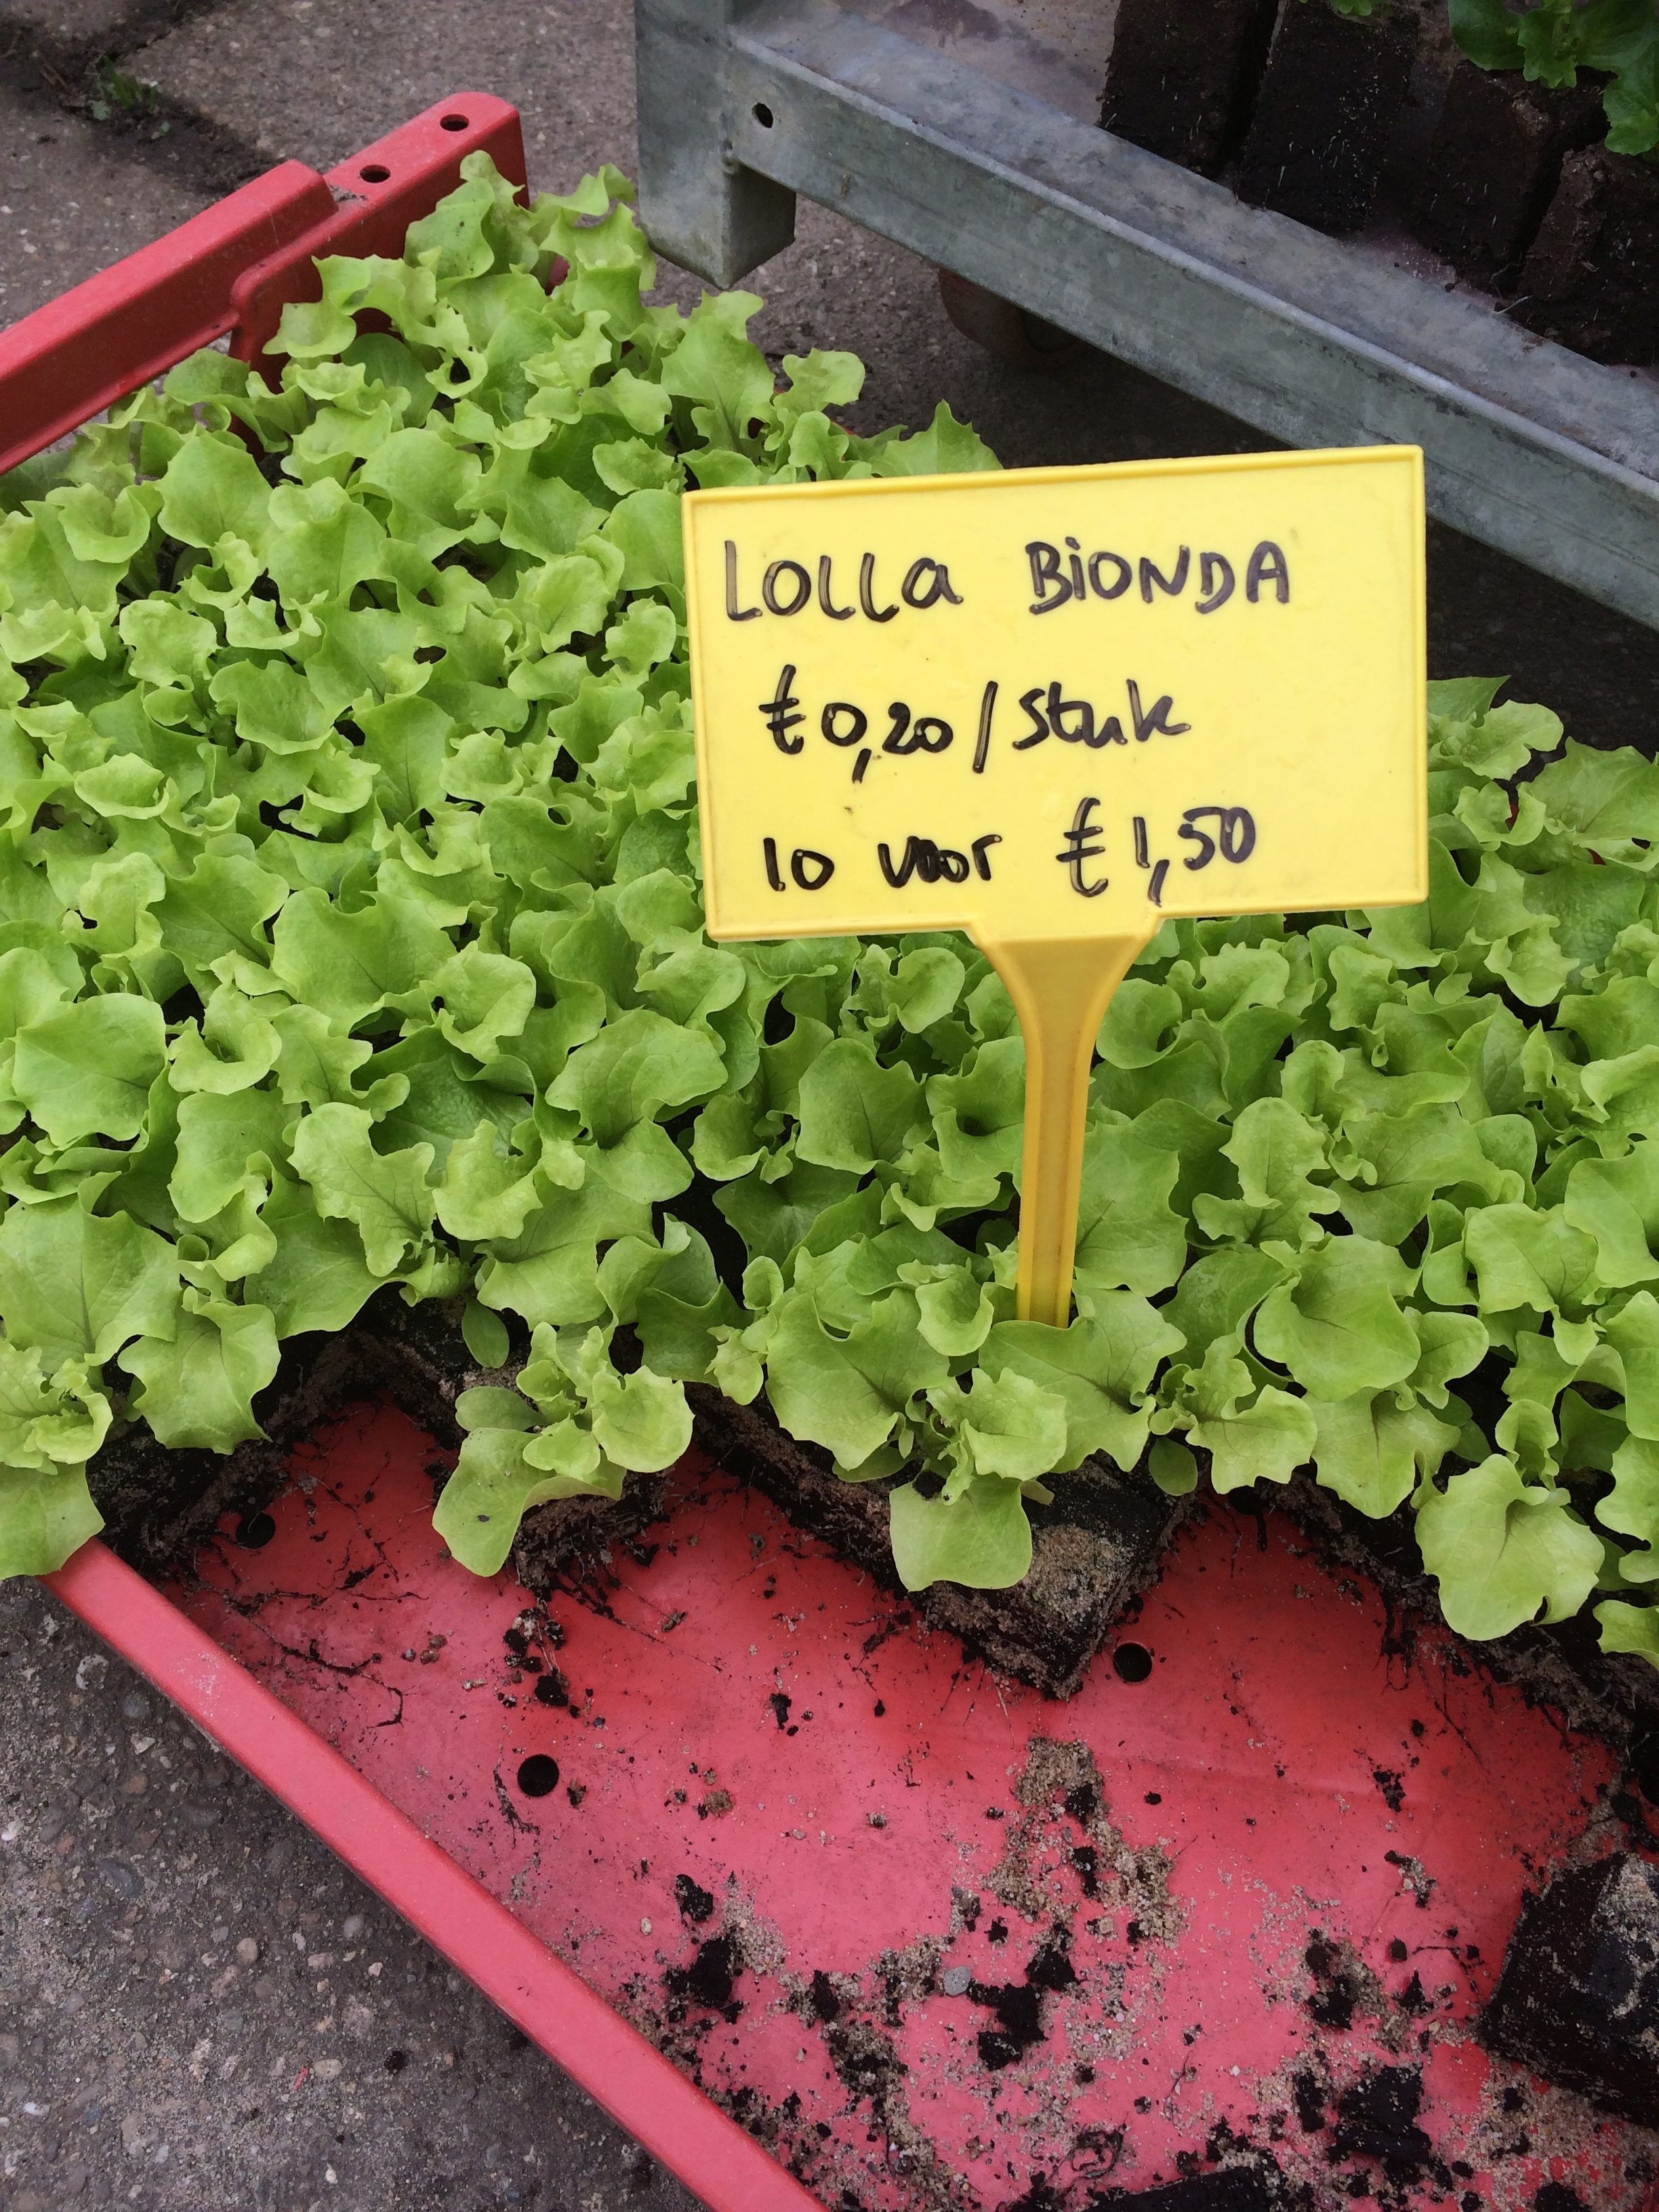 LOLLA BiONDA
€0,20/Stuk
10 voor €1,50